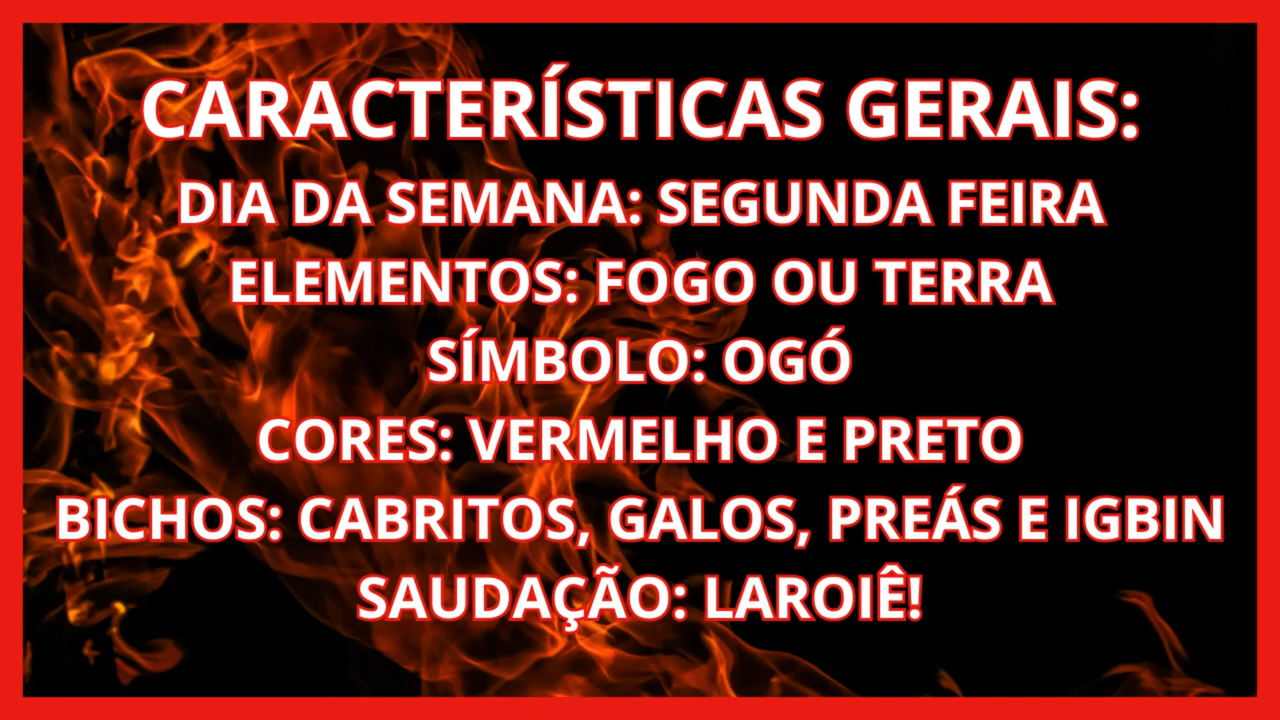 CARACTERÍSTICAS GERAIS:
DIA DA SEMANA: SEGUNDA FEIRA
ELEMENTOS: FOGO OU TERRA
SÍMBOLO: OGÓ
CORES: VERMELHO E PRETO
BICHOS: CABRITOS, GALOS, PREÁS E IGBIN
SAUDAÇÃO: LAROIÊ!